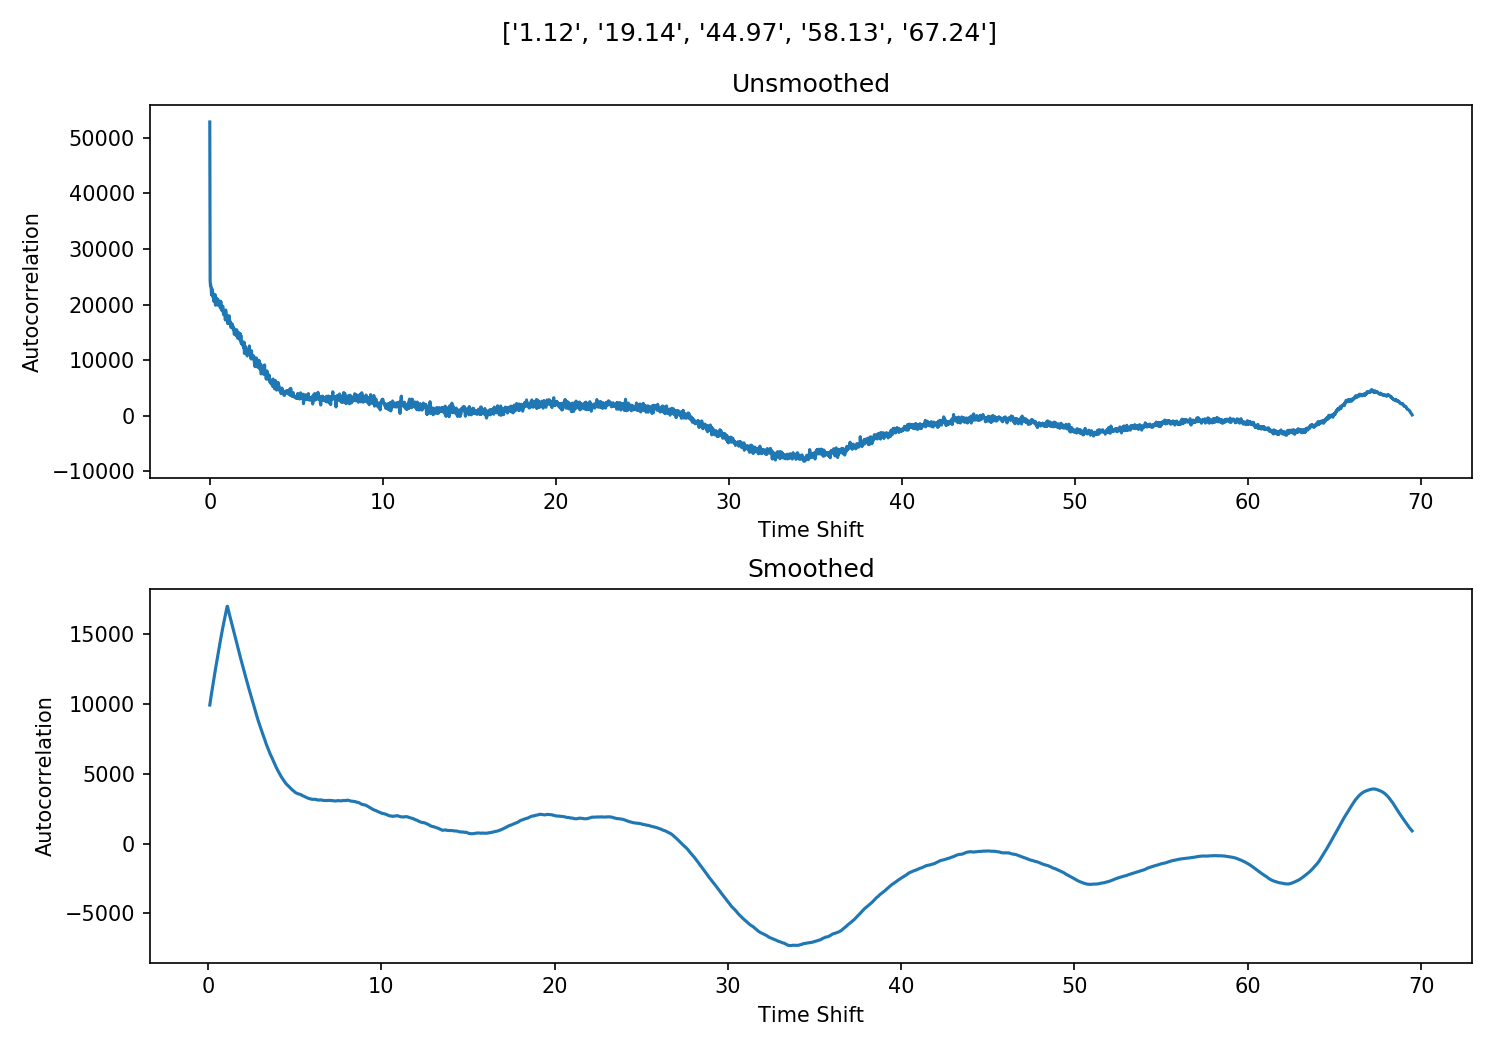 ['1.12', '19.14', '44.97', '58.13', '67.24']
Unsmoothed
Autocorrelation
50000
40000
30000
20000
10000
0
−10000
0 10 20 30 40 50 60 70
Time Shift
Smoothed
Autocorrelation
15000
10000
5000
0
−5000
0 10 20 30 40 50 60 70
Time Shift